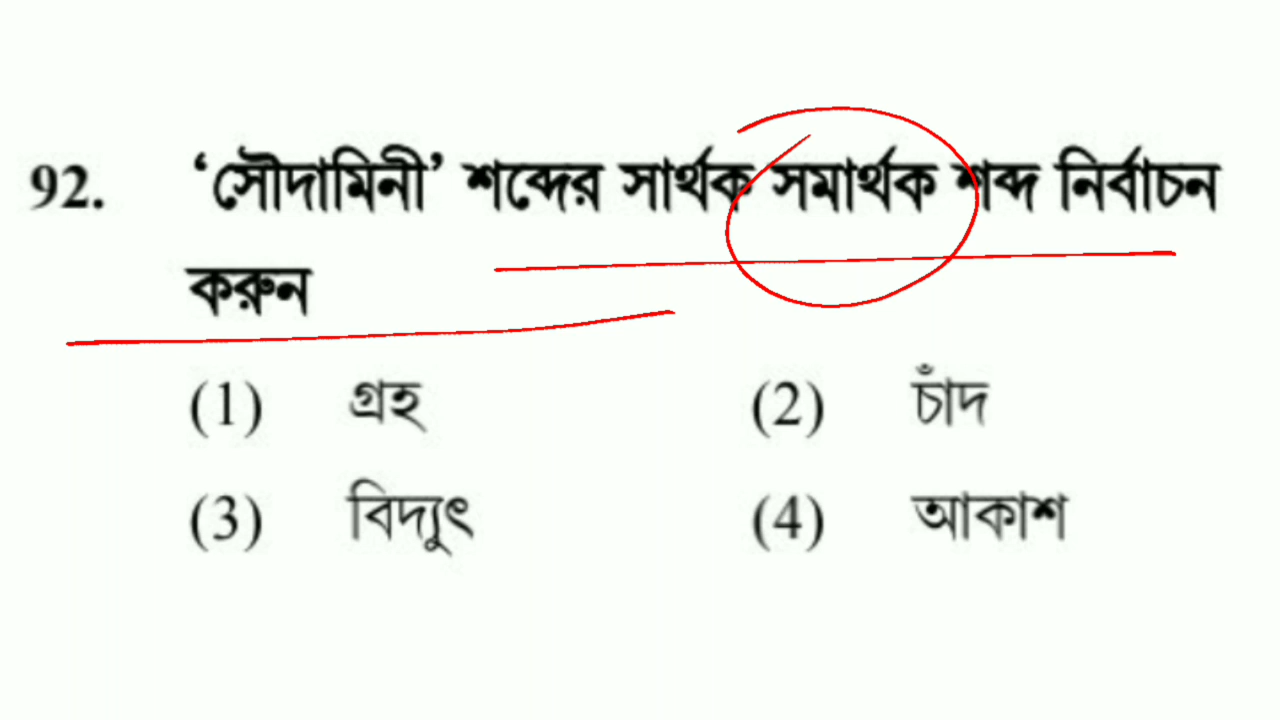 92. ‘সৌদামিনী’ শব্দের সার্থক সমার্থক শব্দ নির্বাচন
করুন
(1) গ্রহ (2) চাঁদ
(3) বিদ্যুৎ (4) আকাশ